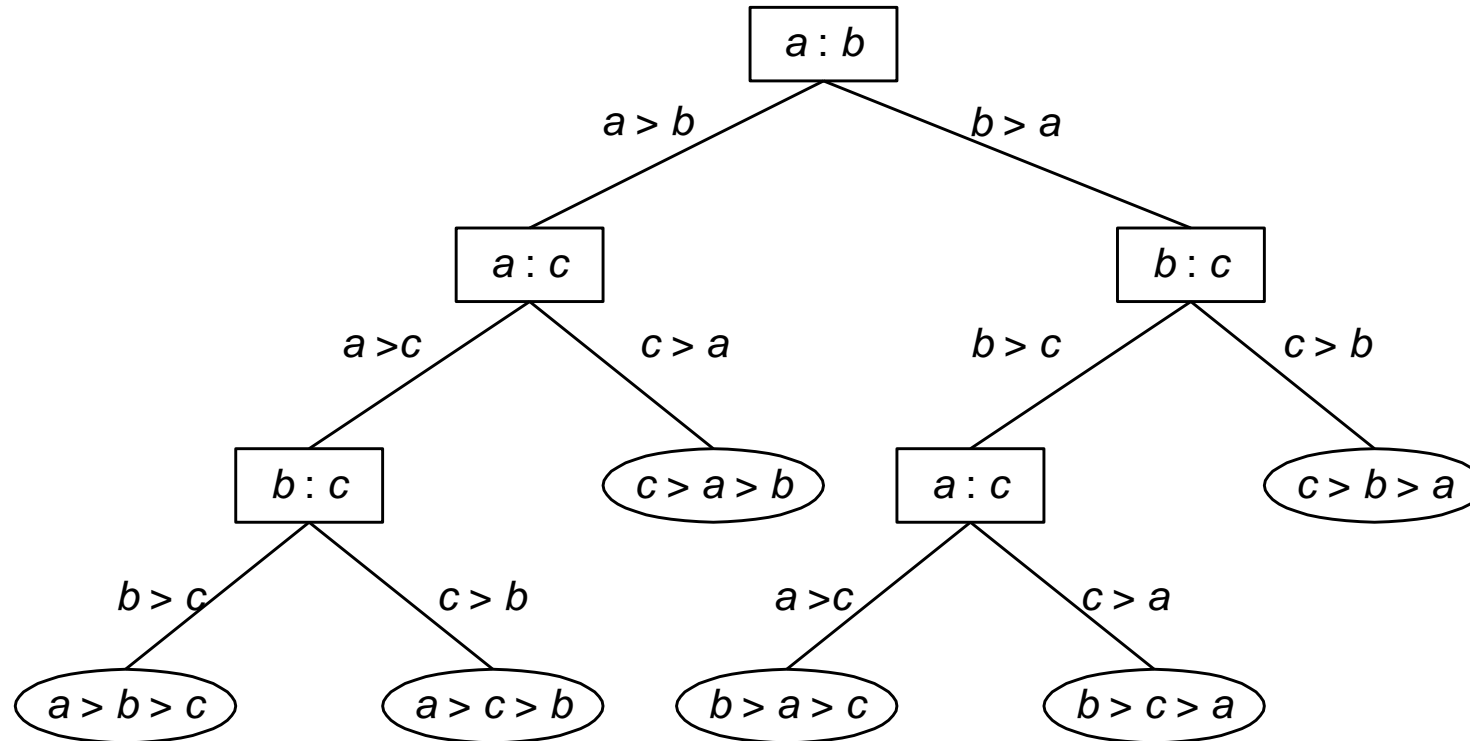 a : b
a > b
b > a
a : c
b : c
a >c
c > a
b > c
c > b
b : c
c > a > b
a : c
c > b > a
b > c
c > b
a >c
c > a
a > b > c
a > c > b
b > a > c
b > c > a